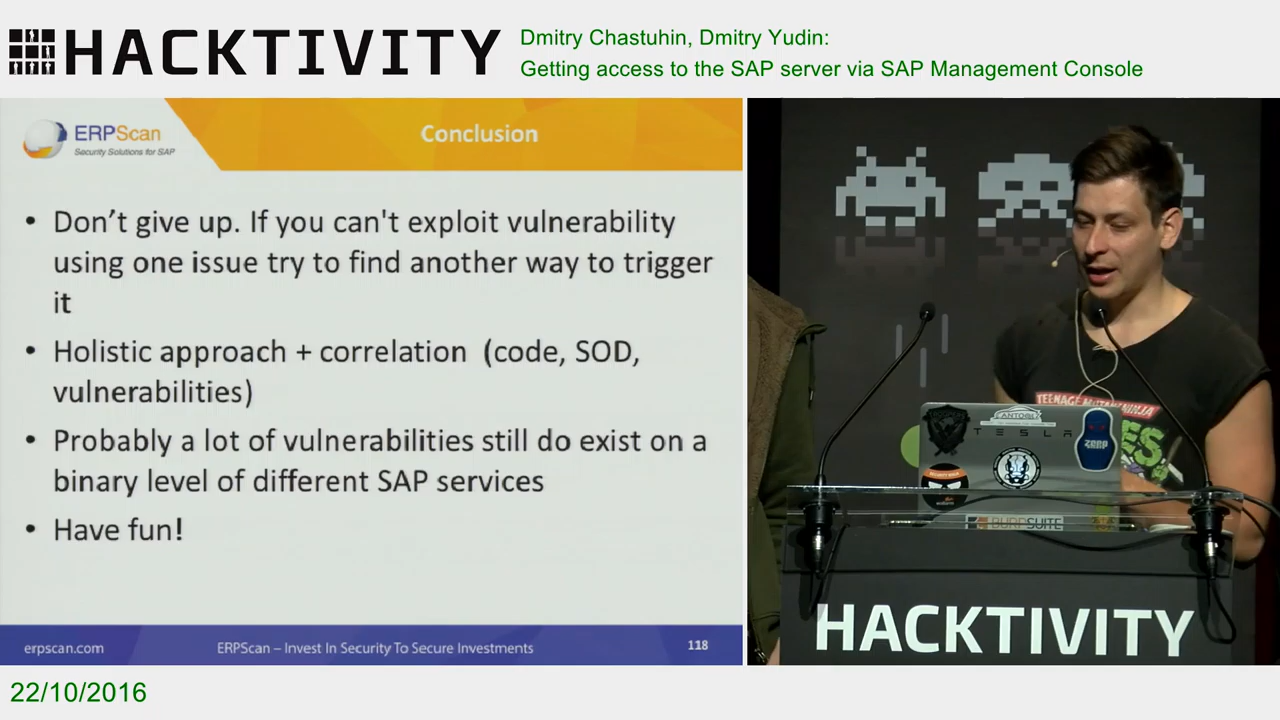 HACKTIVITY
Dmitry Chastuhin, Dmitry Yudin:
Getting access to the SAP server via SAP Management Console
ERPScan
Security Solutions for SAP
Conclusion
• Don't give up. If you can't exploit vulnerability
using one issue try to find another way to trigger
it
• Holistic approach + correlation (code, SOD,
vulnerabilities)
• Probably a lot of vulnerabilities still do exist on a
binary level of different SAP services
• Have fun!
erpscan.com
ERPScan – Invest In Security To Secure Investments
118
TEENAGE MUTANT NINJA
TESLA
BURPSUITE
HACKTIVITY
22/10/2016